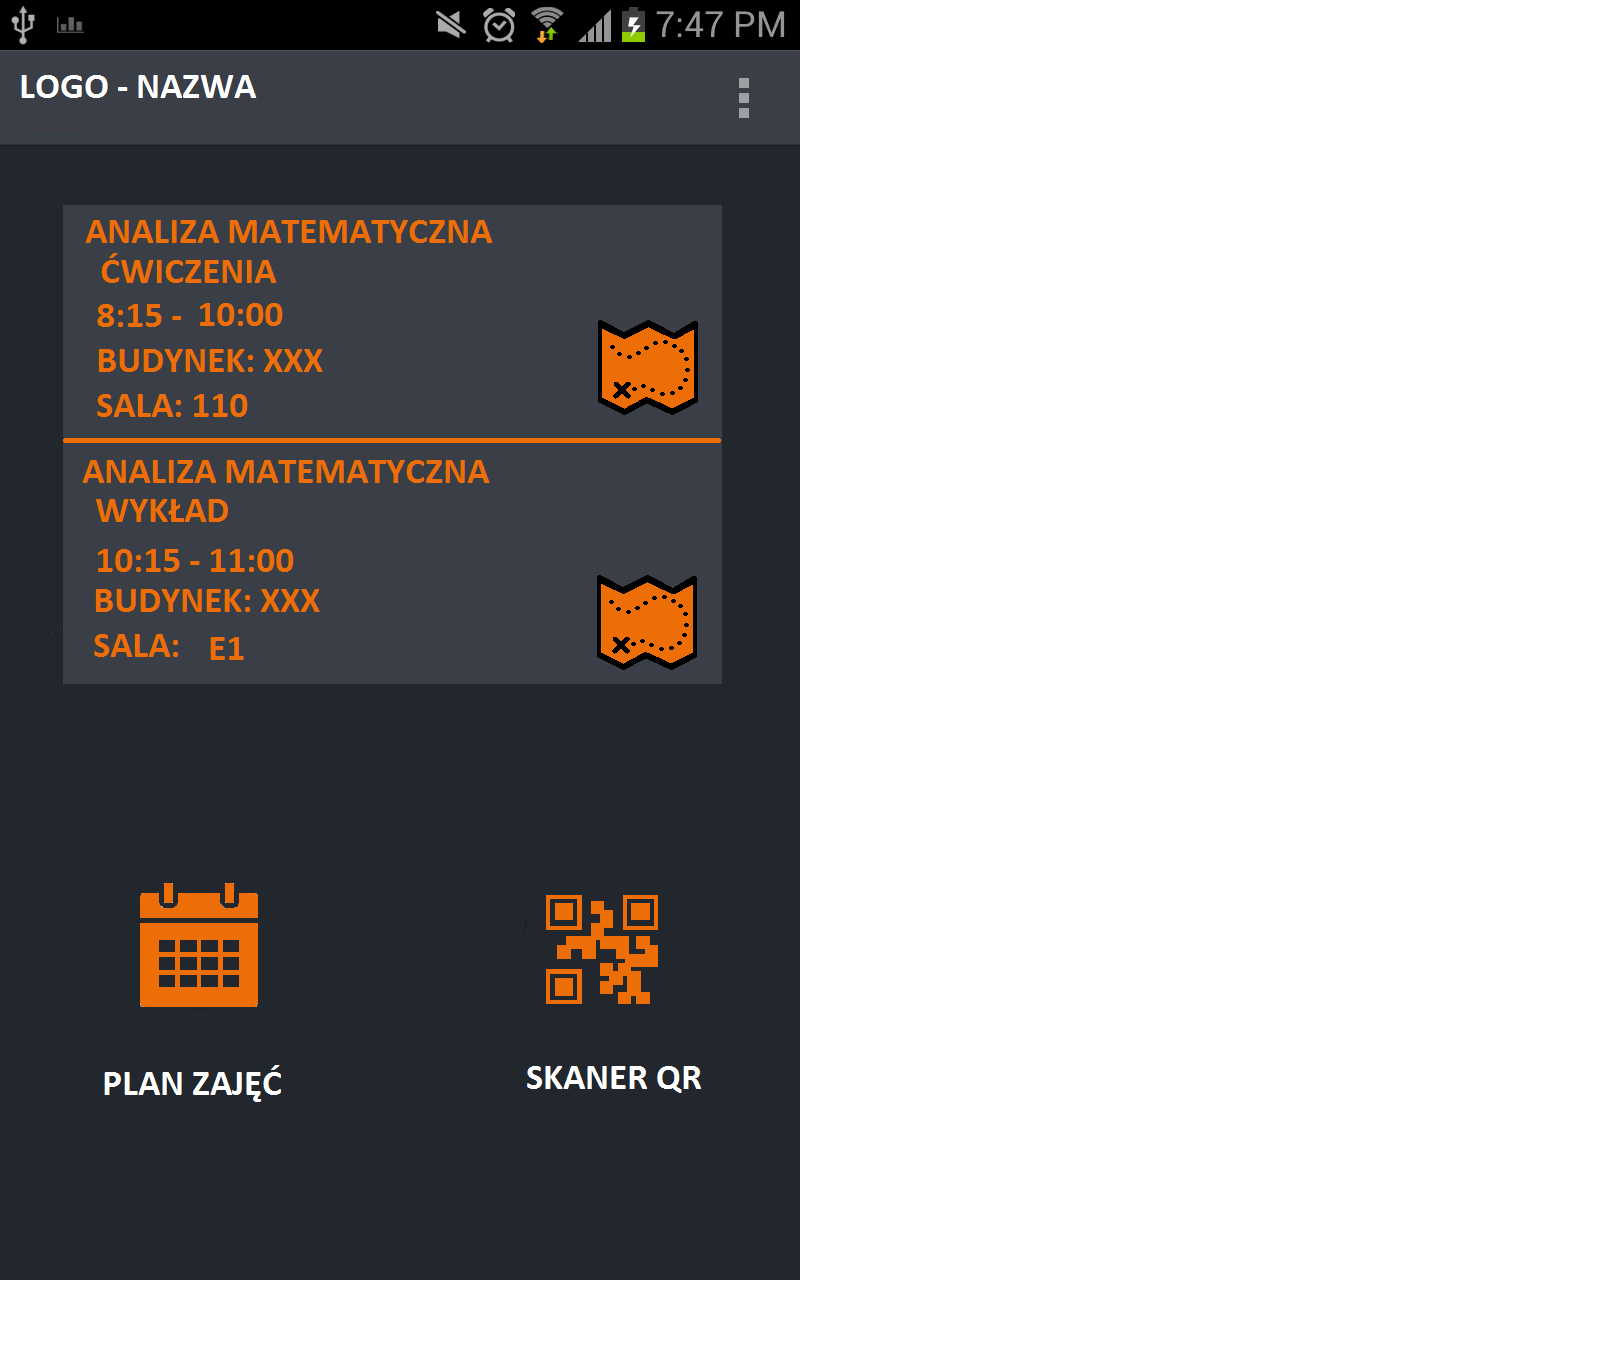 7:47 PM
LOGO - NAZWA
ANALIZA MATEMATYCZNA
ĆWICZENIA
8:15 - 10:00
BUDYNEK: XXX
SALA: 110
ANALIZA MATEMATYCZNA
WYKŁAD
10:15 - 11:00
BUDYNEK: XXX
SALA: E1
PLAN ZAJĘĆ
SKANER QR